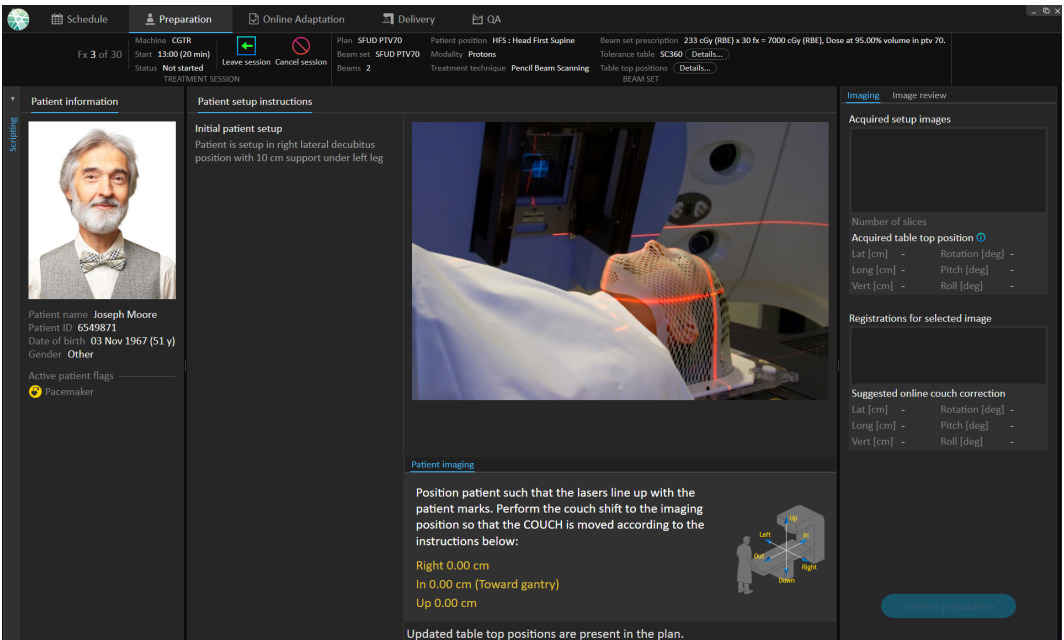 Schedule
Preparation
Online Adaptation
Delivery
QA
Fx 3 of 30
Machine CGTR
Start 13:00 (20 min)
Status Not started
Leave session Cancel session
TREATMENT SESSION
Plan SFUD PTV70
Beam set SFUD PTV70
Beams 2
Patient position HFS : Head First Supine
Modality Protons
Treatment technique Pencil Beam Scanning
Beam set prescription 233 cGy (RBE) x 30 fx = 7000 cGy (RBE), Dose at 95.00% volume in ptv 70.
Tolerance table SC360 Details...
Table top positions Details...
BEAM SET
Scripting
Patient information
Patient name Joseph Moore
Patient ID 6549871
Date of birth 03 Nov 1967 (51 y)
Gender Other
Active patient flags
Pacemaker
Patient setup instructions
Initial patient setup
Patient is setup in right lateral decubitus
position with 10 cm support under left leg
Patient imaging
Position patient such that the lasers line up with the
patient marks. Perform the couch shift to the imaging
position so that the COUCH is moved according to the
instructions below:
Right 0.00 cm
In 0.00 cm (Toward gantry)
Up 0.00 cm
Up
Left
In
Out
Right
Down
Updated table top positions are present in the plan.
Imaging Image review
Acquired setup images
Number of slices
Acquired table top position
Lat [cm] - Rotation [deg] -
Long [cm] - Pitch [deg] -
Vert [cm] - Roll [deg] -
Registrations for selected image
Suggested online couch correction
Lat [cm] - Rotation [deg] -
Long [cm] - Pitch [deg] -
Vert [cm] - Roll [deg] -
Confirm preparation